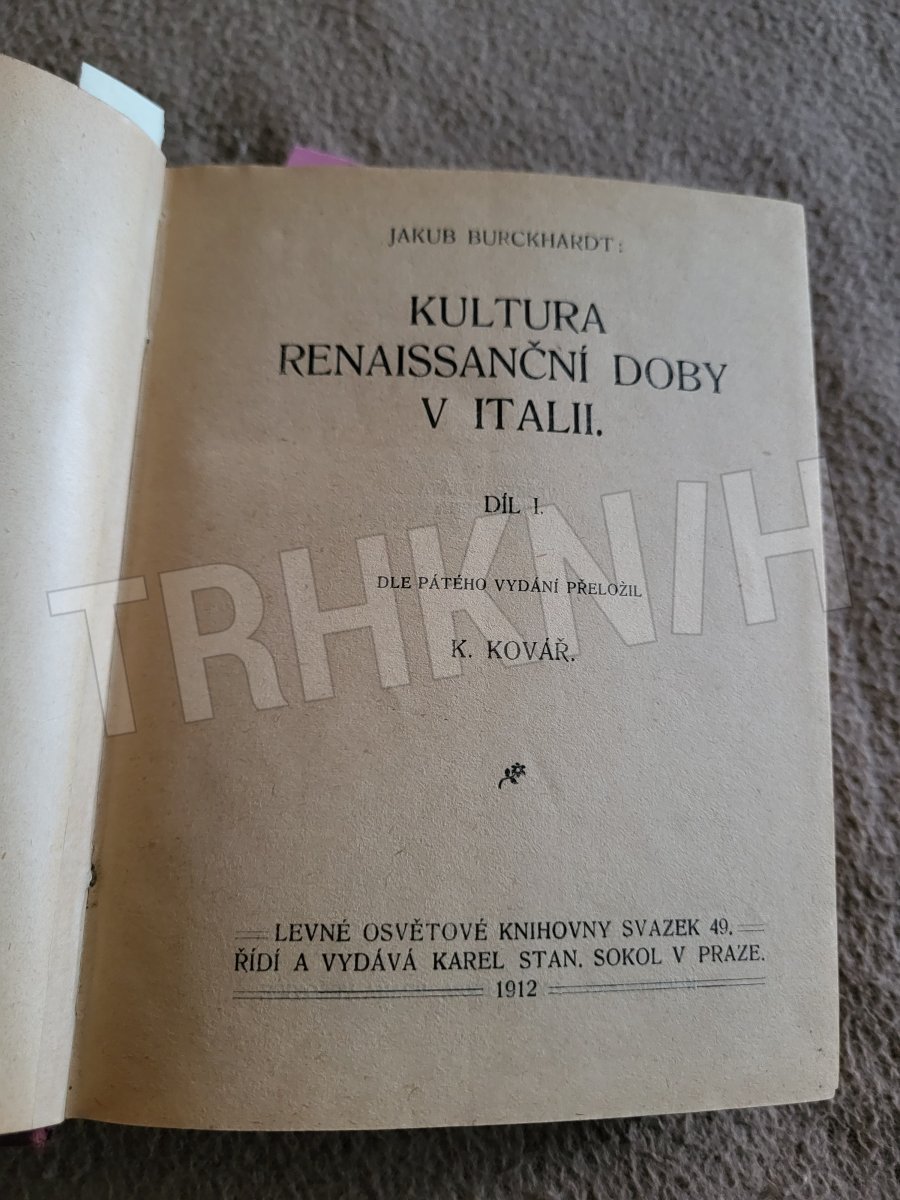 JAKUB BURCKHARDT:
KULTURA
RENAISSANČNÍ DOBY
V ITALII.
DÍL I.
DLE PÁTÉHO VYDÁNÍ PŘELOŽIL
K. KOVÁŘ.
TRHKNIH
LEVNÉ OSVĚTOVÉ KNIHOVNY SVAZEK 49.
ŘÍDÍ A VYDÁVÁ KAREL STAN. SOKOL V PRAZE.
1912